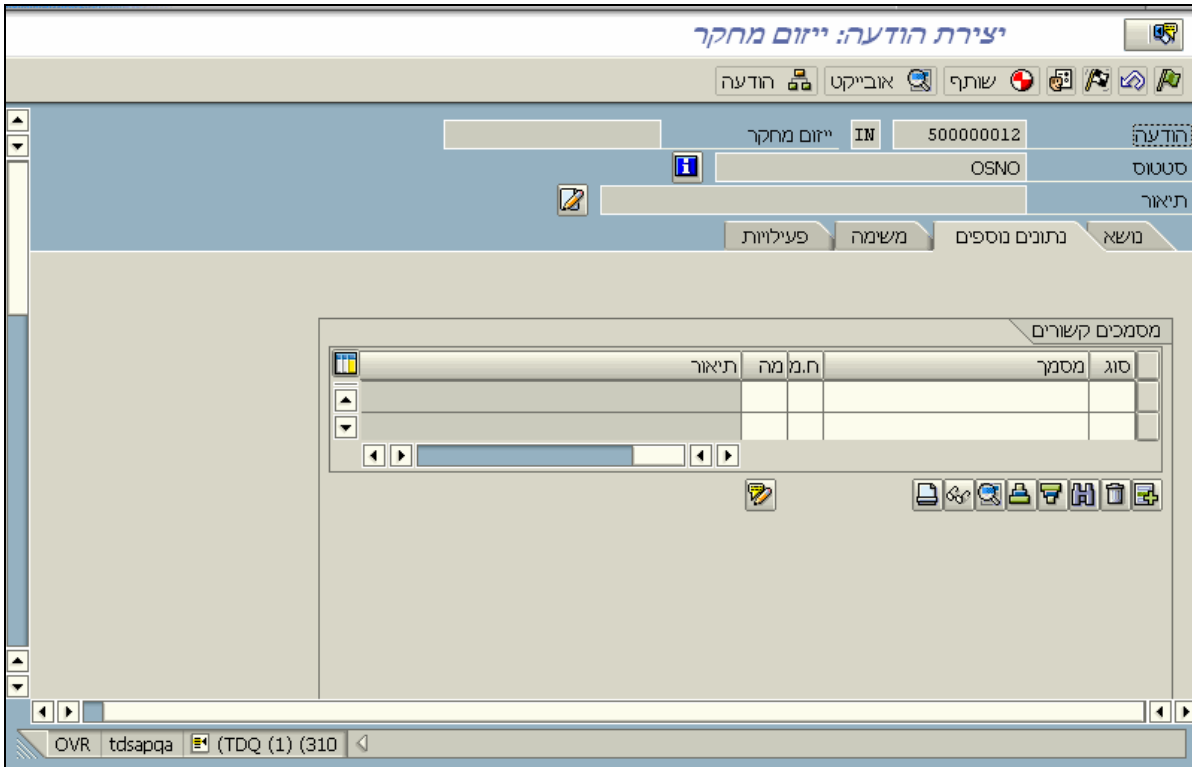 יצירת הודעה: ייזום מחקר
שותף אובייקט הודעה
הודעה 500000012 IN ייזום מחקר
סטטוס OSNO
תיאור
נושא נתונים נוספים משימה פעילויות
מסמכים קשורים
סוג מסמך ח.מ מה תיאור
TDQ (1) (310) tdsapqa OVR